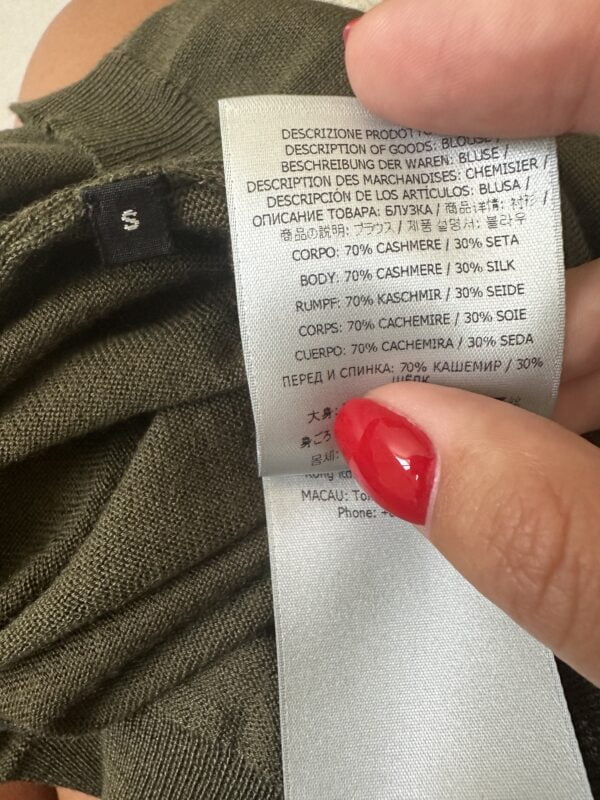 S
DESCRIZIONE PRODOTTO
DESCRIPTION OF GOODS: BLOUSE /
BESCHREIBUNG DER WAREN: BLUSE /
DESCRIPTION DES MARCHANDISES: CHEMISIER /
DESCRIPCIÓN DE LOS ARTÍCULOS: BLUSA /
ОПИСАНИЕ ТОВАРА: БЛУЗКА / 商品详情: 衬衫 /
商品の説明: ブラウス / 제품 설명서: 블라우
CORPO: 70% CASHMERE / 30% SETA
BODY: 70% CASHMERE / 30% SILK
RUMPF: 70% KASCHMIR / 30% SEIDE
CORPS: 70% CACHEMIRE / 30% SOIE
CUERPO: 70% CACHEMIRA / 30% SEDA
ПЕРЕД И СПИНКА: 70% КАШЕМИР / 30%
ШЁЛК
大身:
身ごろ
몸체:
MACAU:
Phone: